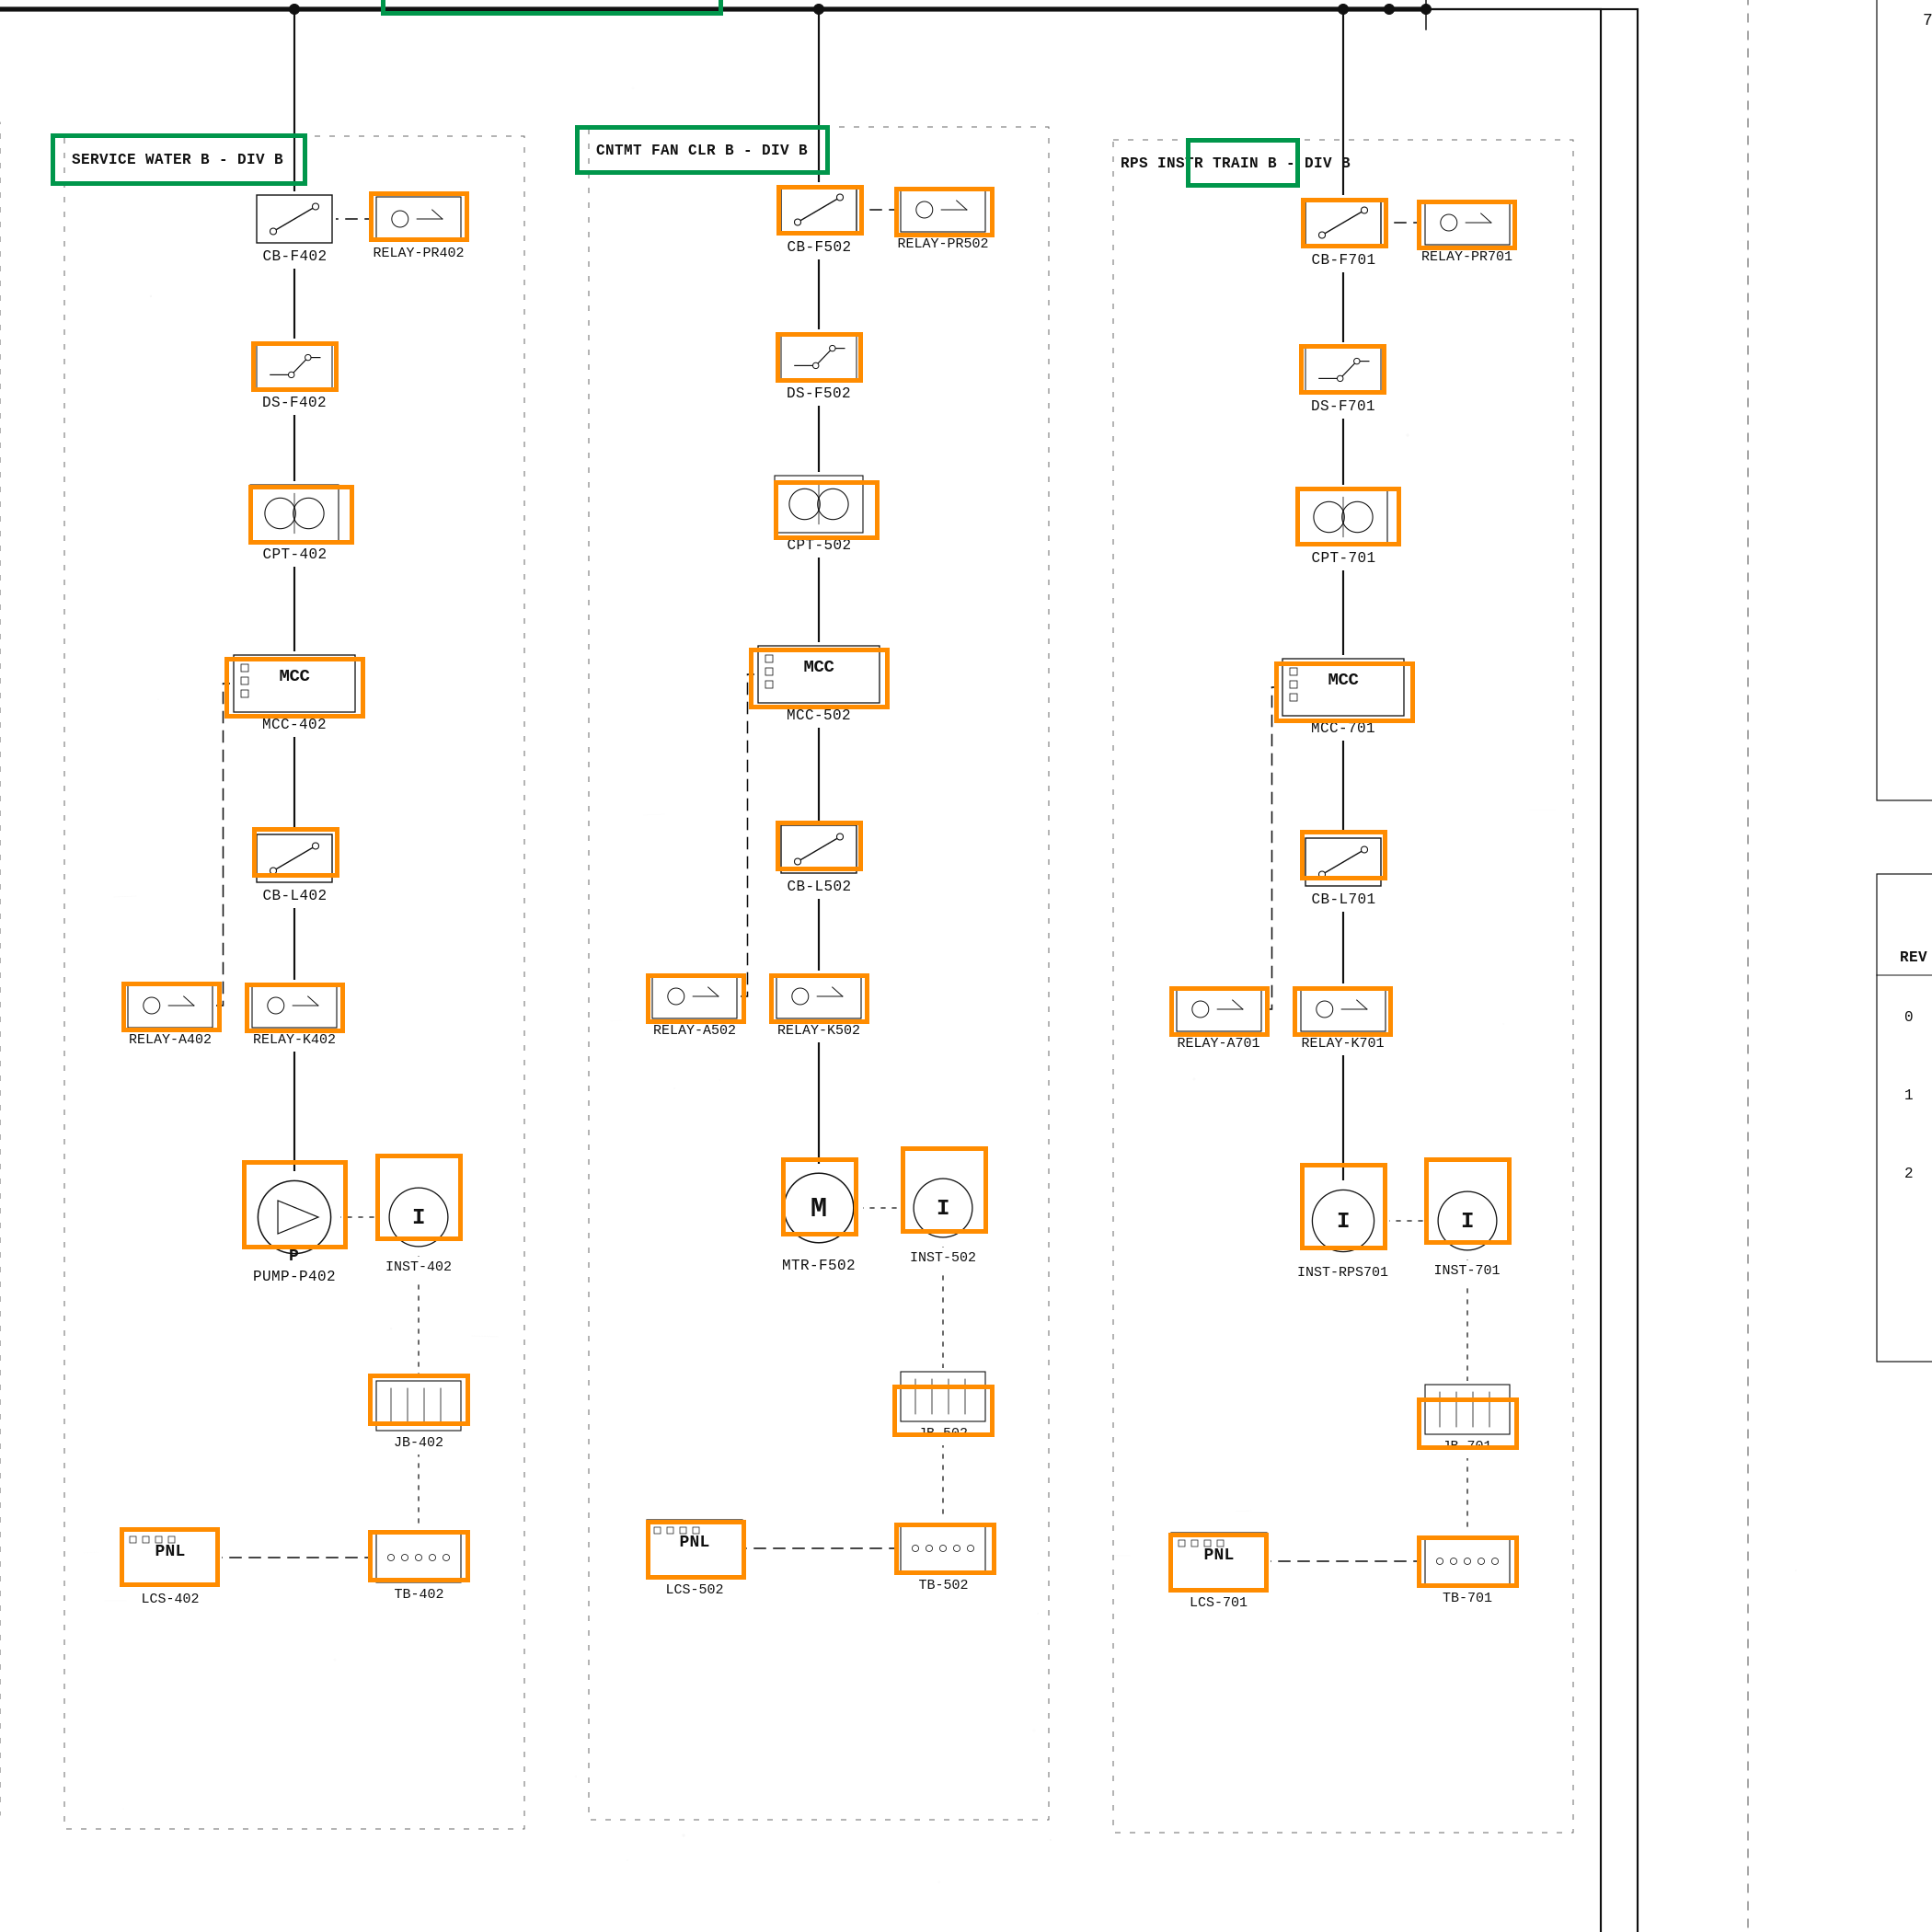 7
SERVICE WATER B - DIV B
CNTMT FAN CLR B - DIV B
RPS INSTR TRAIN B - DIV B
CB-F402
RELAY-PR402
CB-F502
RELAY-PR502
CB-F701
RELAY-PR701
DS-F402
DS-F502
DS-F701
CPT-402
CPT-502
CPT-701
MCC
MCC-402
MCC
MCC-502
MCC
MCC-701
CB-L402
CB-L502
CB-L701
REV
0
1
2
RELAY-A402
RELAY-K402
RELAY-A502
RELAY-K502
RELAY-A701
RELAY-K701
P
PUMP-P402
I
INST-402
M
MTR-F502
I
INST-502
I
INST-RPS701
I
INST-701
JB-402
JB-502
JB-701
PNL
LCS-402
TB-402
PNL
LCS-502
TB-502
PNL
LCS-701
TB-701